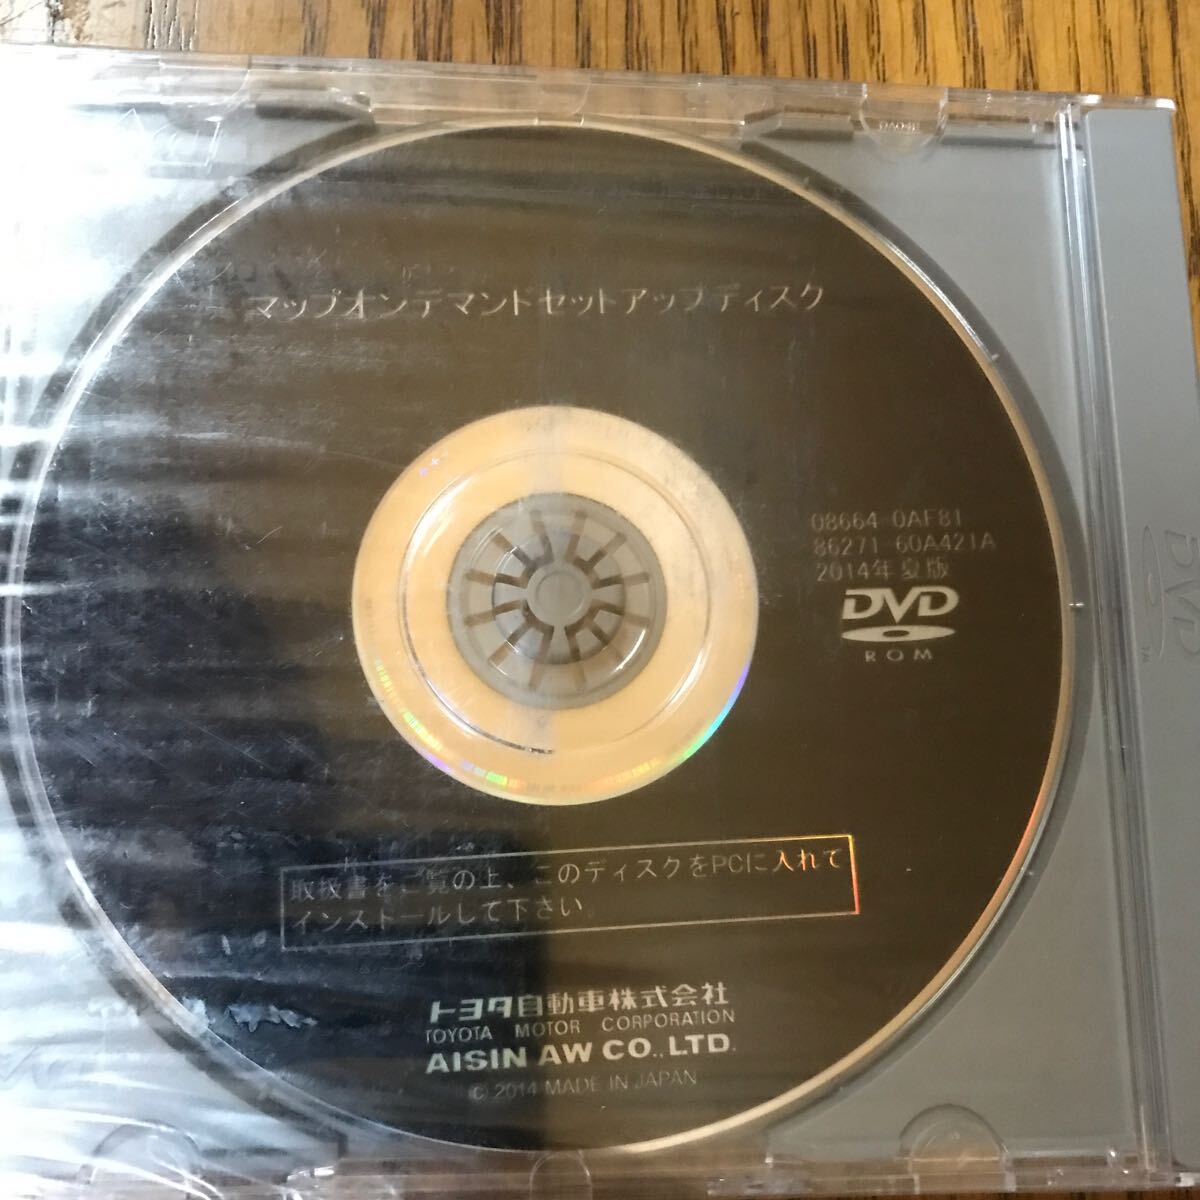 マップオンデマンドセットアップディスク
08664-0AF81
86271-60A421A
2014年夏版
DVD
ROM
DVD
取扱書をご覧の上、このディスクをPCに入れて
インストールして下さい。
トヨタ自動車株式会社
TOYOTA MOTOR CORPORATION
AISIN AW CO.,LTD.
© 2014 MADE IN JAPAN